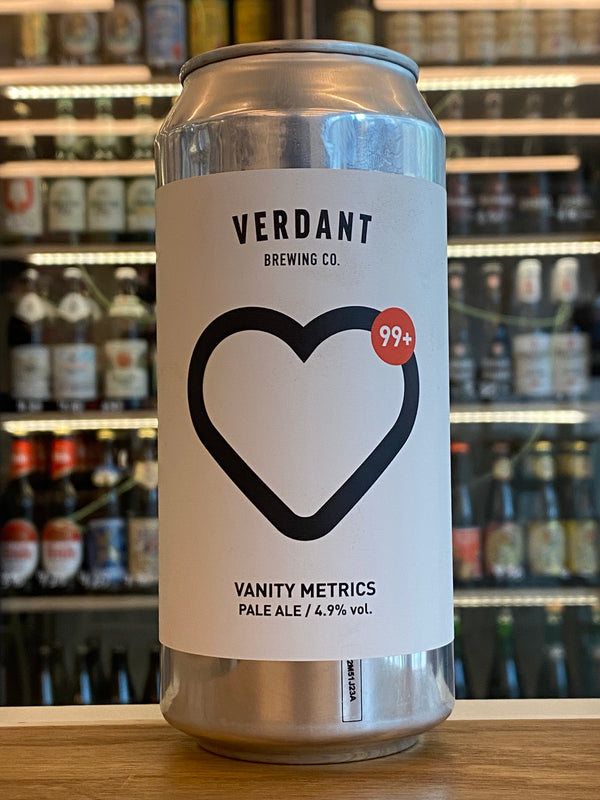 VERDANT
BREWING CO.
99+
VANITY METRICS
PALE ALE / 4.9% vol.